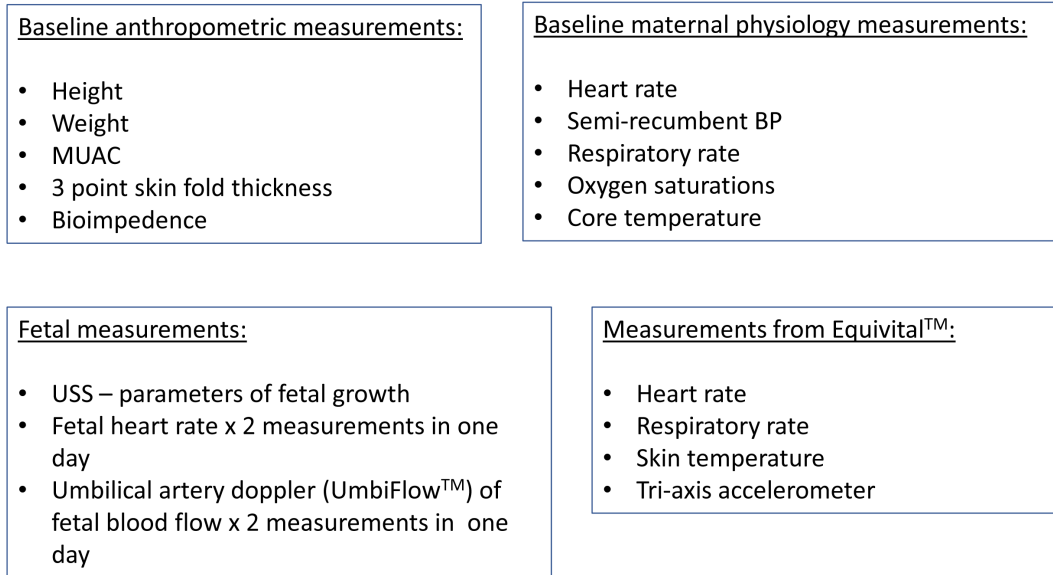 Baseline anthropometric measurements:
• Height
• Weight
• MUAC
• 3 point skin fold thickness
• Bioimpedence
Baseline maternal physiology measurements:
• Heart rate
• Semi-recumbent BP
• Respiratory rate
• Oxygen saturations
• Core temperature
Fetal measurements:
• USS – parameters of fetal growth
• Fetal heart rate x 2 measurements in one
day
• Umbilical artery doppler (UmbiFlow™) of
fetal blood flow x 2 measurements in one
day
Measurements from Equivital™:
• Heart rate
• Respiratory rate
• Skin temperature
• Tri-axis accelerometer